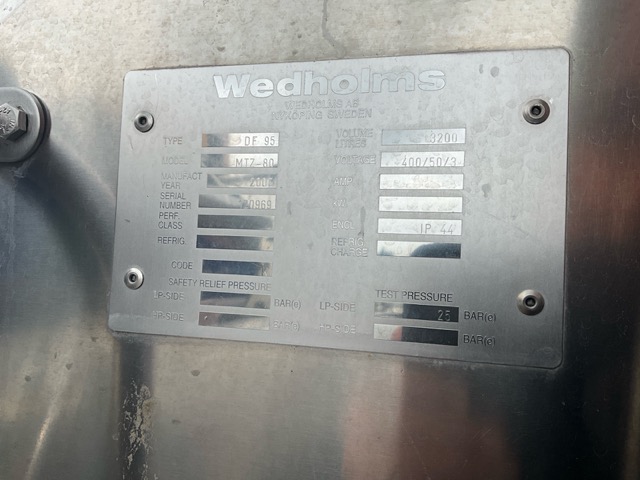 Wedholms
WEDHOLMS AB
NYKÖPING SWEDEN
TYPE DF 95
MODEL MTZ-80
MANUFACT
YEAR
SERIAL
NUMBER 0969
PERF.
CLASS
REFRIG
CODE
VOLUME
LITRES 3200
VOLTAGE 400/50/3
AMP
kW
ENCL IP 44
REFRIG
CHARGE
SAFETY RELIEF PRESSURE
LP-SIDE BAR(e)
HP-SIDE BAR(e)
TEST PRESSURE
LP-SIDE 25 BAR(e)
HP-SIDE BAR(e)